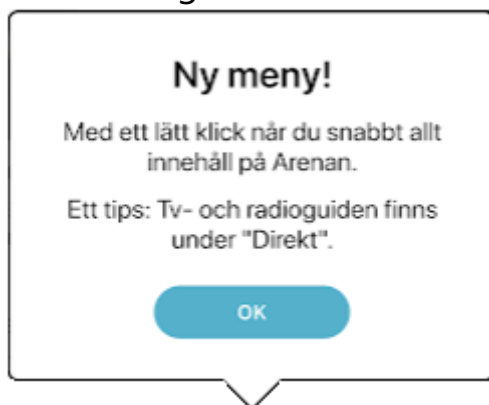 Ny meny!
Med ett lätt klick når du snabbt allt
innehåll på Arenan.
Ett tips: Tv- och radioguiden finns
under "Direkt".
OK